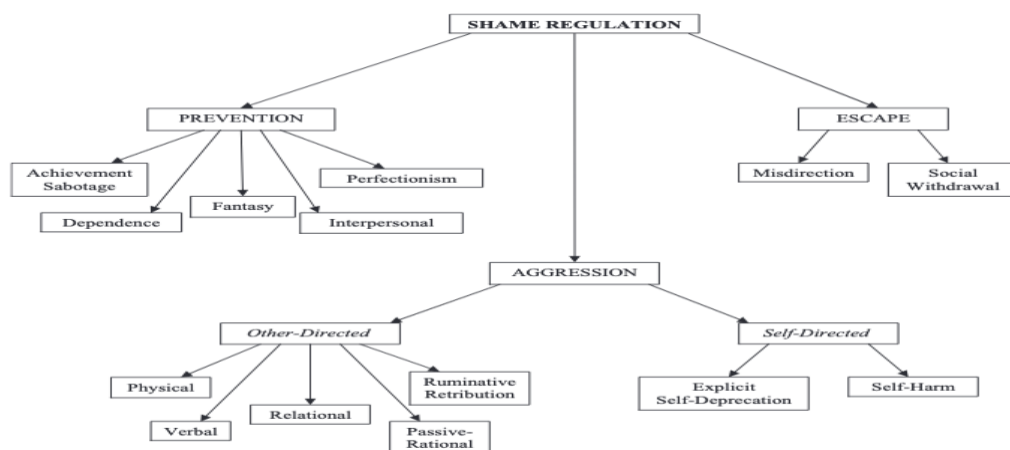 SHAME REGULATION
PREVENTION
ESCAPE
Achievement
Sabotage
Perfectionism
Misdirection
Social
Withdrawal
Fantasy
Dependence
Interpersonal
AGGRESSION
Other-Directed
Self-Directed
Physical
Ruminative
Retribution
Explicit
Self-Deprecation
Self-Harm
Relational
Verbal
Passive-
Rational